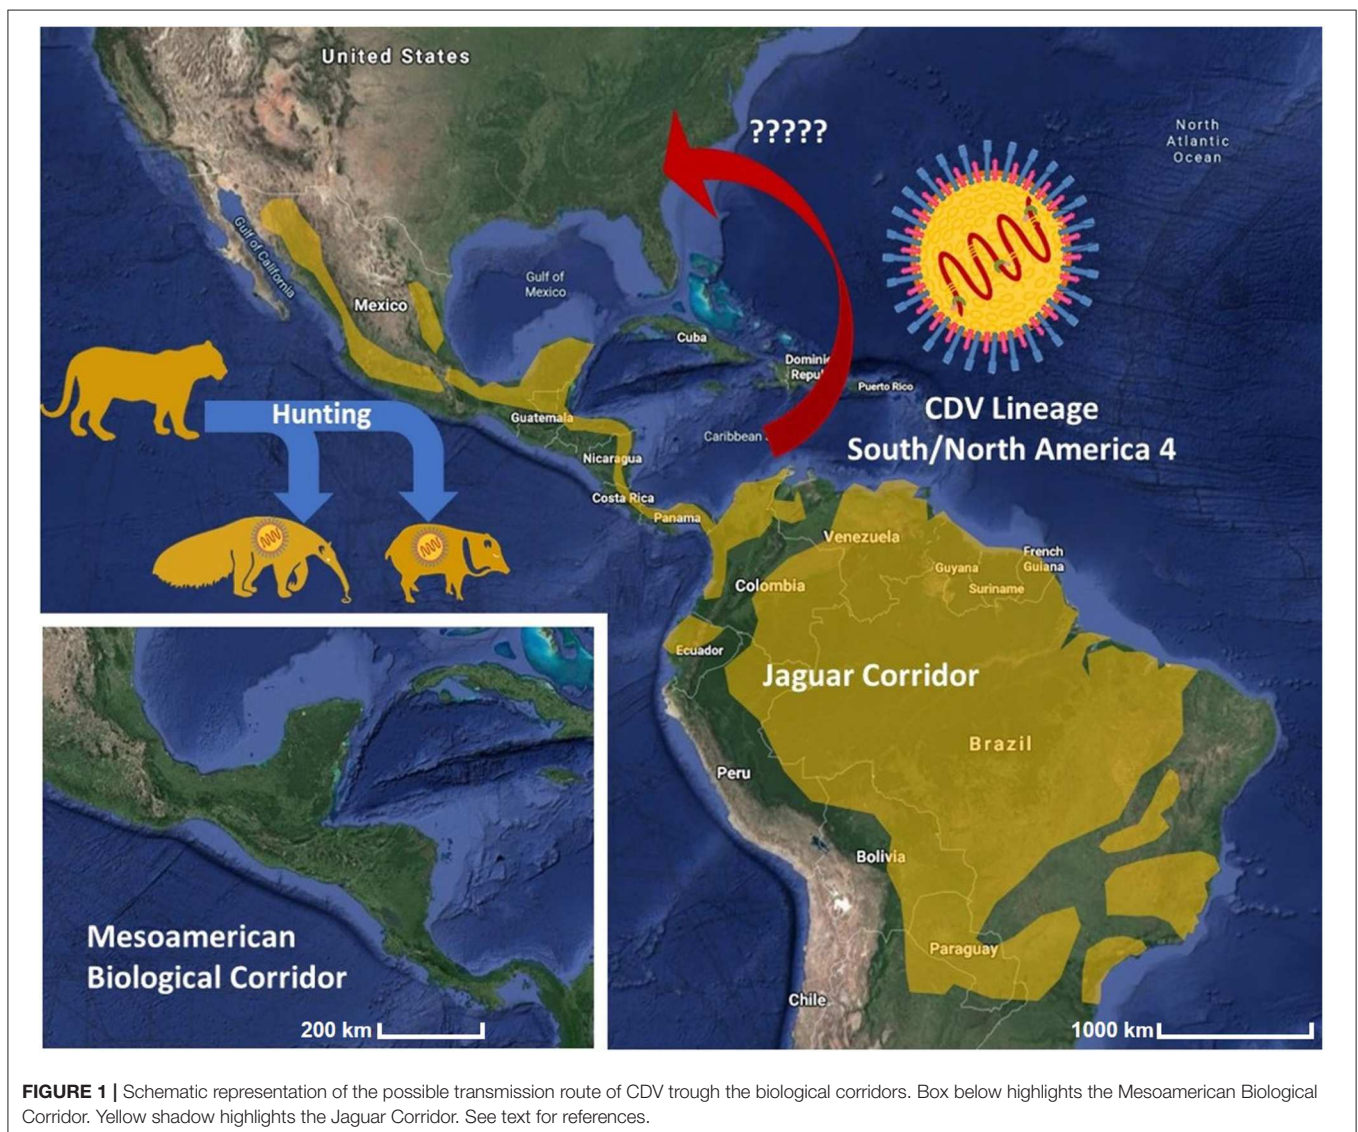 United States
?????
North
Atlantic
Ocean
Gulf of California
Gulf of
Mexico
Mexico
Cuba
Dominic
Repul
Puerto Rico
CDV Lineage
South/North America 4
Hunting
Guatemala
Caribbean
Nicaragua
Costa Rica
Panama
Venezuela
French
Guiana
Guyana
Suriname
Colombia
Ecuador
Jaguar Corridor
Brazil
Peru
Bolivia
Paraguay
Chile
1000 km
Mesoamerican
Biological Corridor
200 km
FIGURE 1 | Schematic representation of the possible transmission route of CDV trough the biological corridors. Box below highlights the Mesoamerican Biological
Corridor. Yellow shadow highlights the Jaguar Corridor. See text for references.